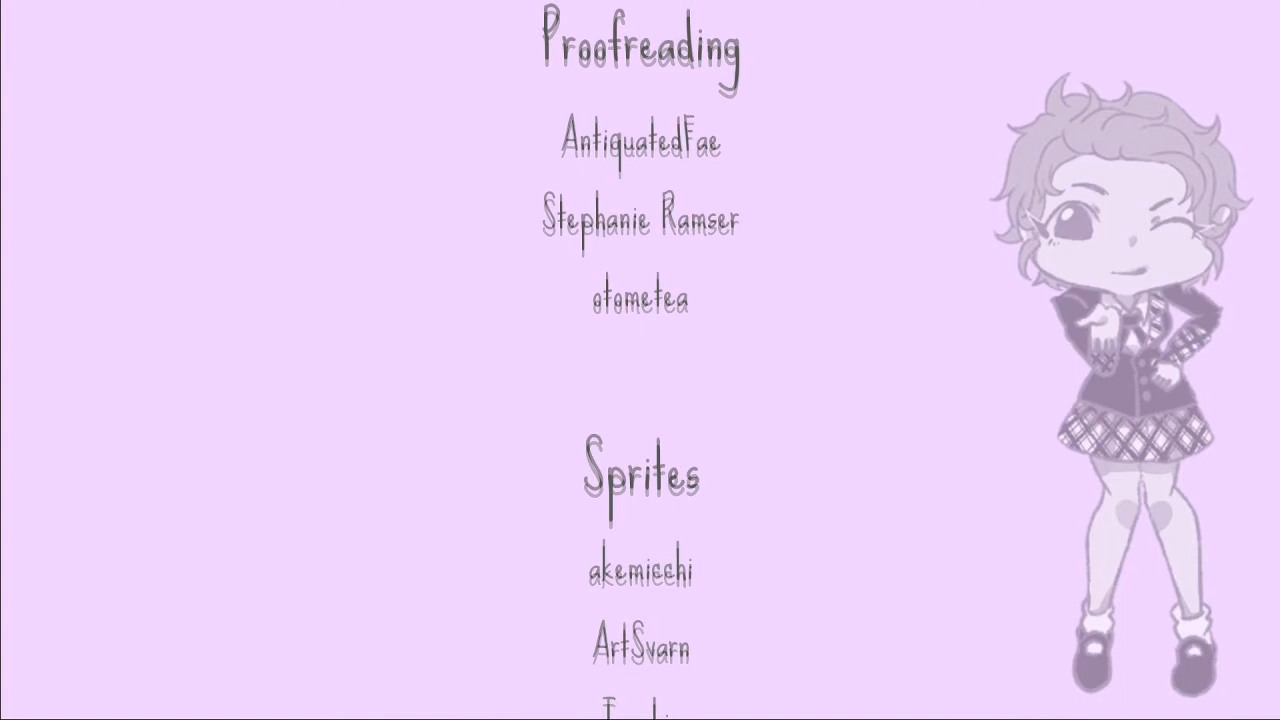 Proofreading
AntiquatedFae
Stephanie Ramser
otometea
Sprites
akemicchi
ArtSvarn